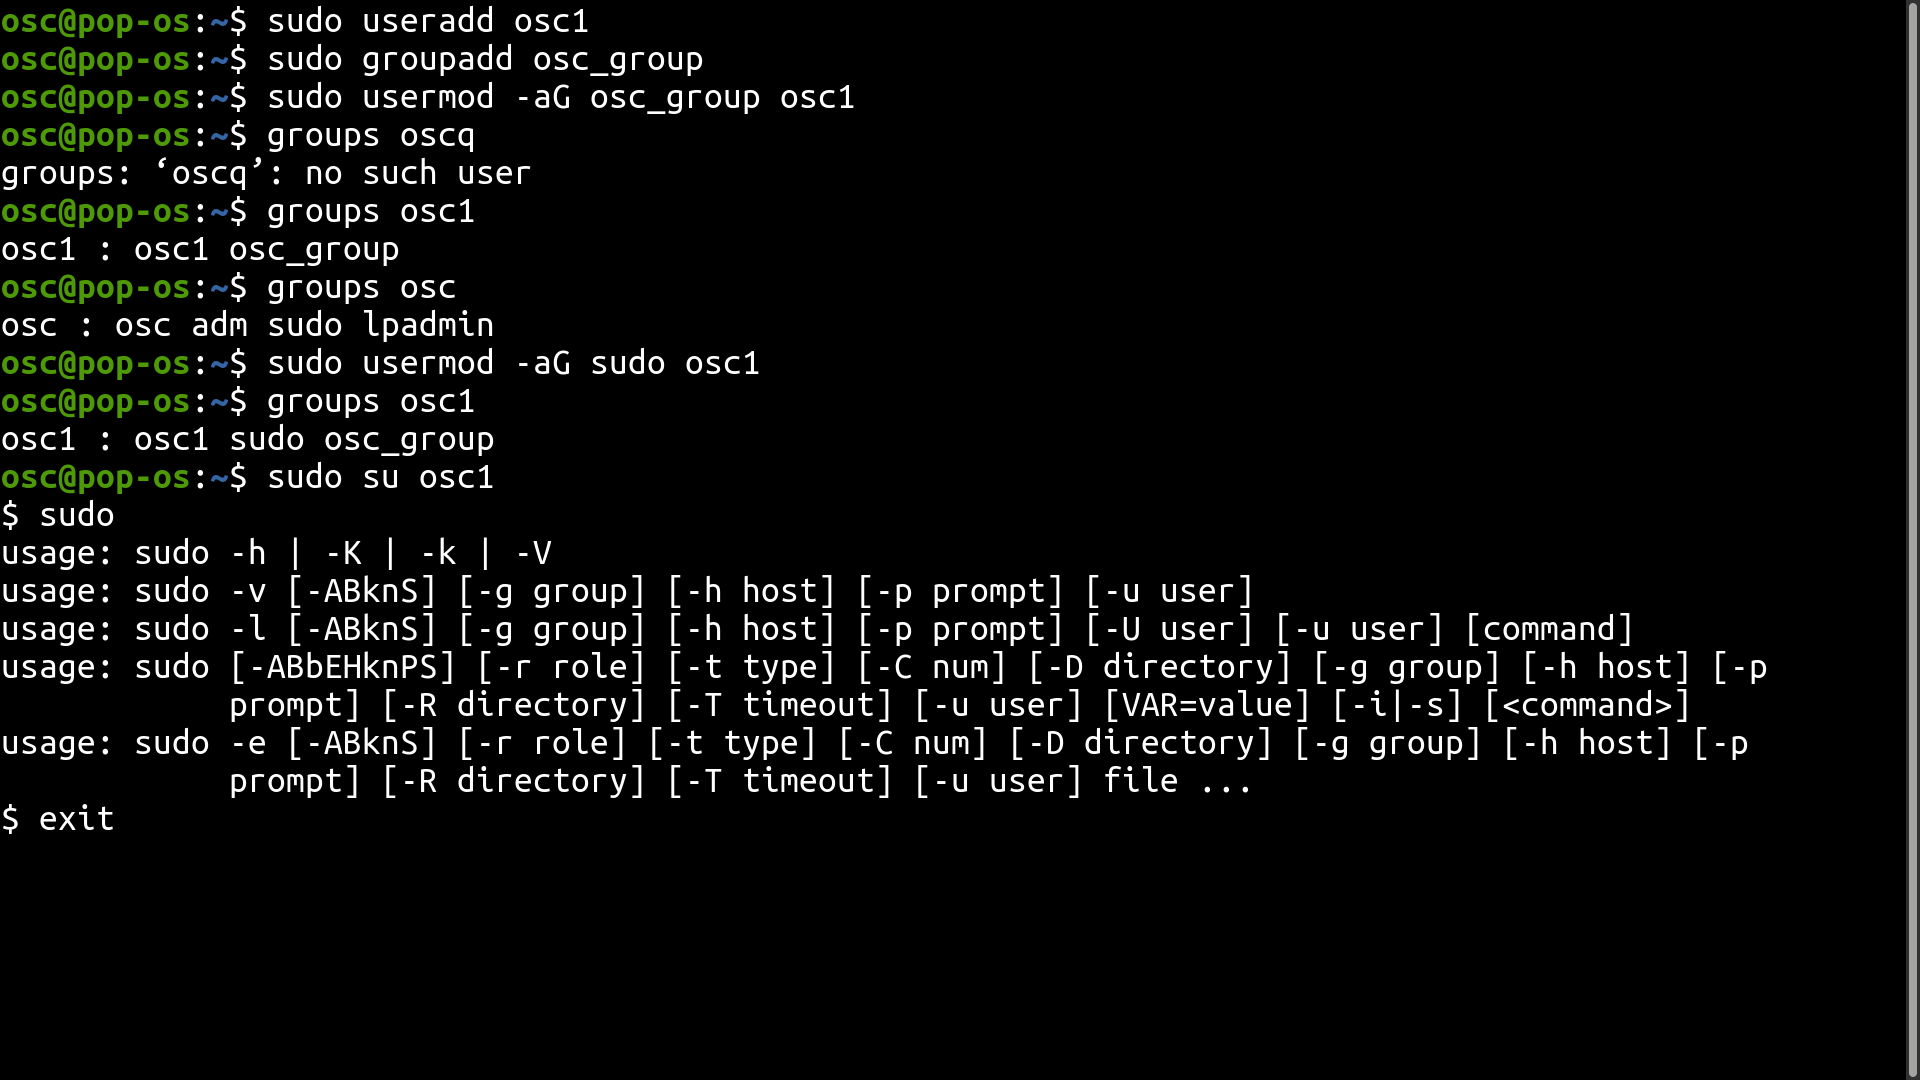 osc@pop-os:~$ sudo useradd osc1
osc@pop-os:~$ sudo groupadd osc_group
osc@pop-os:~$ sudo usermod -aG osc_group osc1
osc@pop-os:~$ groups oscq
groups: ‘oscq’: no such user
osc@pop-os:~$ groups osc1
osc1 : osc1 osc_group
osc@pop-os:~$ groups osc
osc : osc adm sudo lpadmin
osc@pop-os:~$ sudo usermod -aG sudo osc1
osc@pop-os:~$ groups osc1
osc1 : osc1 sudo osc_group
osc@pop-os:~$ sudo su osc1
$ sudo
usage: sudo -h | -K | -k | -V
usage: sudo -v [-ABknS] [-g group] [-h host] [-p prompt] [-u user]
usage: sudo -l [-ABknS] [-g group] [-h host] [-p prompt] [-U user] [-u user] [command]
usage: sudo [-ABbEHknPS] [-r role] [-t type] [-C num] [-D directory] [-g group] [-h host] [-p
            prompt] [-R directory] [-T timeout] [-u user] [VAR=value] [-i|-s] [<command>]
usage: sudo -e [-ABknS] [-r role] [-t type] [-C num] [-D directory] [-g group] [-h host] [-p
            prompt] [-R directory] [-T timeout] [-u user] file ...
$ exit